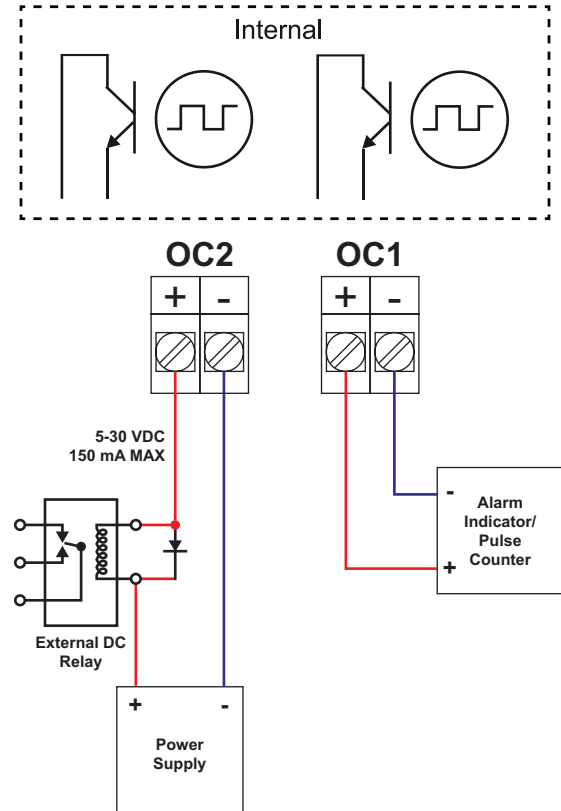 Internal
OC2
OC1
+ -
+ -
5-30 VDC
150 mA MAX
-
Alarm
Indicator/
Pulse
Counter
+
External DC
Relay
+ -
Power
Supply